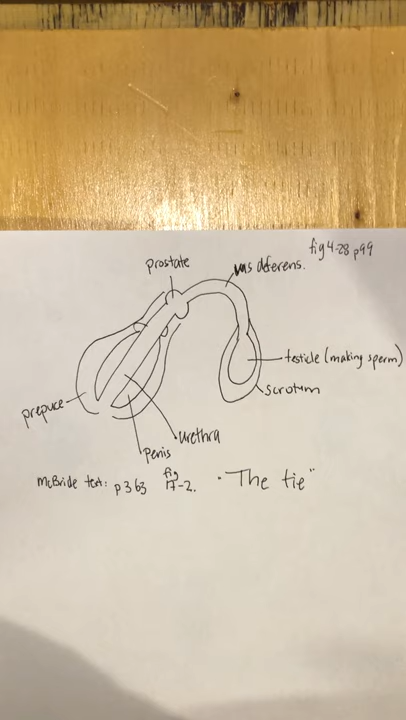 fig 4-28 p99
prostate
vas deferens.
testicle (making sperm)
scrotum
prepuce
urethra
Penis
McBride text: p363 fig 17-2.
· "The tie"